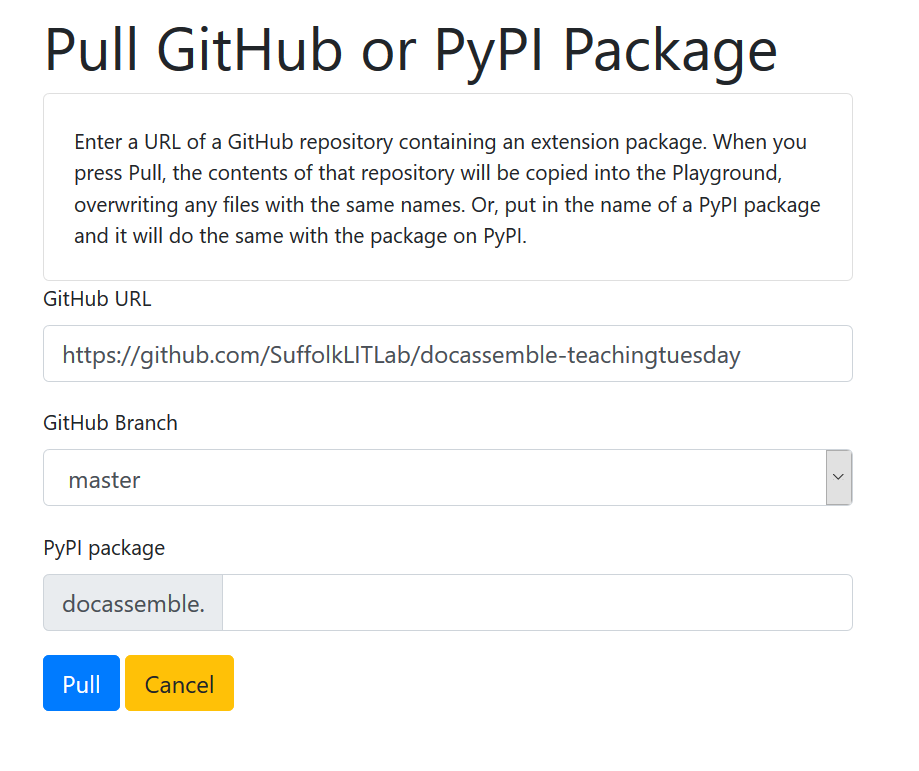 Pull GitHub or PyPI Package
Enter a URL of a GitHub repository containing an extension package. When you
press Pull, the contents of that repository will be copied into the Playground,
overwriting any files with the same names. Or, put in the name of a PyPI package
and it will do the same with the package on PyPI.
GitHub URL
https://github.com/SuffolkLITLab/docassemble-teachingtuesday
GitHub Branch
master
PyPI package
docassemble.
Pull Cancel